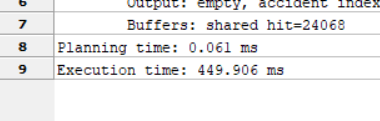 6 Output: empty, accident index
7 Buffers: shared hit=24068
8 Planning time: 0.061 ms
9 Execution time: 449.906 ms